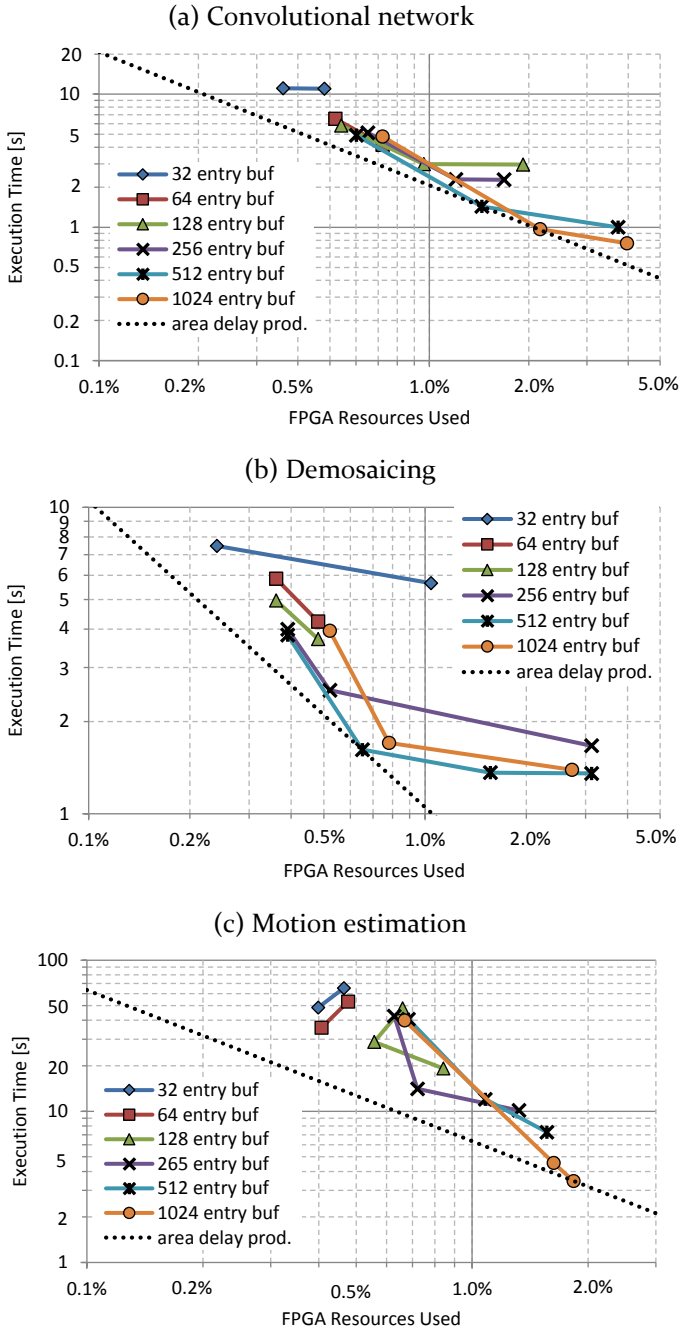 (a) Convolutional network
Execution Time [s]
20
10
5
2
1
0.5
0.2
0.1
32 entry buf
64 entry buf
128 entry buf
256 entry buf
512 entry buf
1024 entry buf
area delay prod.
0.1% 0.2% 0.5% 1.0% 2.0% 5.0%
FPGA Resources Used
(b) Demosaicing
Execution Time [s]
10
9
8
7
6
5
4
3
2
1
32 entry buf
64 entry buf
128 entry buf
256 entry buf
512 entry buf
1024 entry buf
area delay prod.
0.1% 0.2% 0.5% 1.0% 2.0% 5.0%
FPGA Resources Used
(c) Motion estimation
Execution Time [s]
100
50
20
10
5
2
1
32 entry buf
64 entry buf
128 entry buf
265 entry buf
512 entry buf
1024 entry buf
area delay prod.
0.1% 0.5% 1.0% 2.0%
FPGA Resources Used